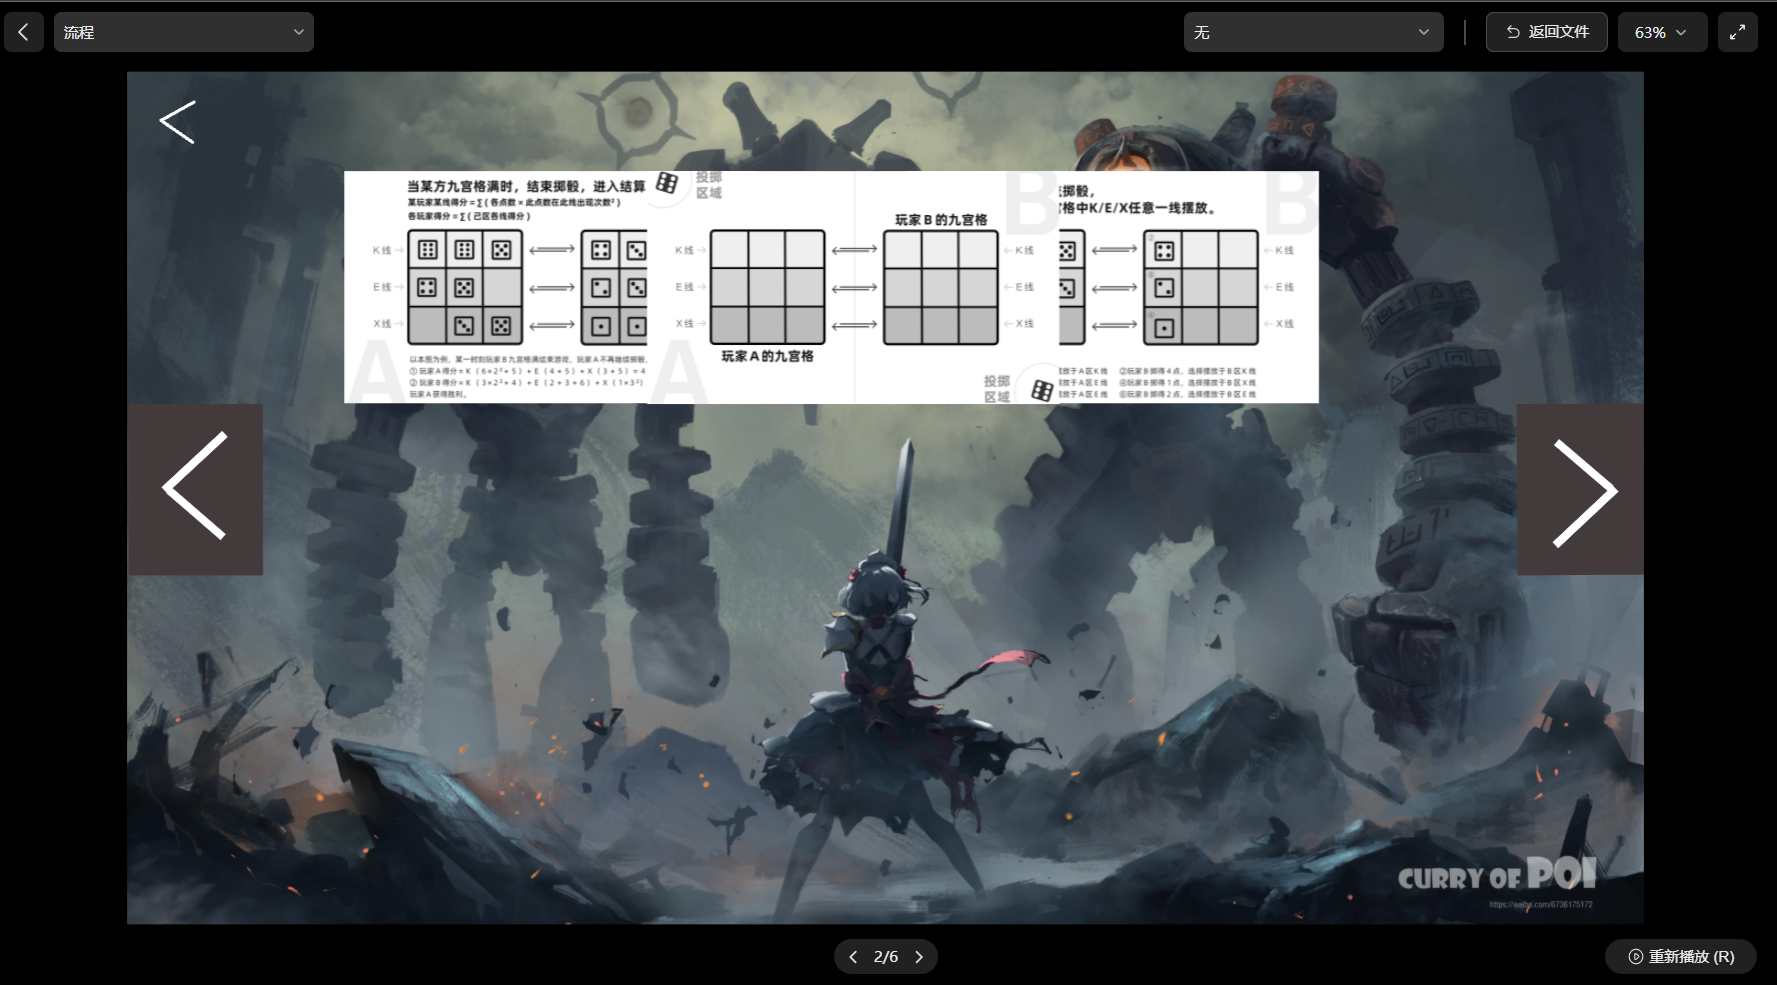 流程
无
返回文件
63%
当某方九宫格满时，结束掷骰，进入结算
某玩家某线得分=∑(各点数×此点数在此线出现次数²)
各玩家得分=∑(己区各线得分)
K线
E线
X线
A
以本图为例，某一时刻玩家B九宫格满结束游戏，玩家A不再继续掷骰，
①玩家A得分=K（6×2²+5）+E（4+5）+X（3+5）=4
②玩家B得分=K（3×2²+4）+E（2+3+6）+X（1×3²）
玩家A获得胜利。
投掷
区域
B
玩家B的九宫格
K线
K线
E线
E线
X线
X线
玩家A的九宫格
A
投掷
区域
掷骰，
格中K/E/X任意一线摆放。
B
②
⑥
④
K线
E线
X线
放于A区K线 ②玩家B掷得4点，选择摆放于B区K线
放于A区E线 ④玩家B掷得1点，选择摆放于B区X线
放于A区E线 ⑥玩家B掷得2点，选择摆放于B区E线
CURRY OF POI
https://weibo.com/6736175172
2/6
重新播放 (R)